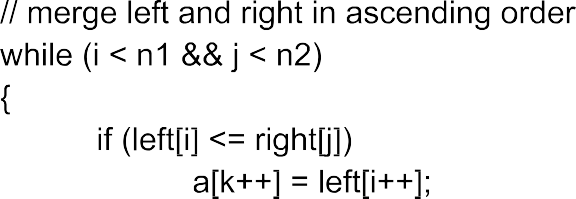 // merge left and right in ascending order
while (i < n1 && j < n2)
{
if (left[i] <= right[j])
a[k++] = left[i++];